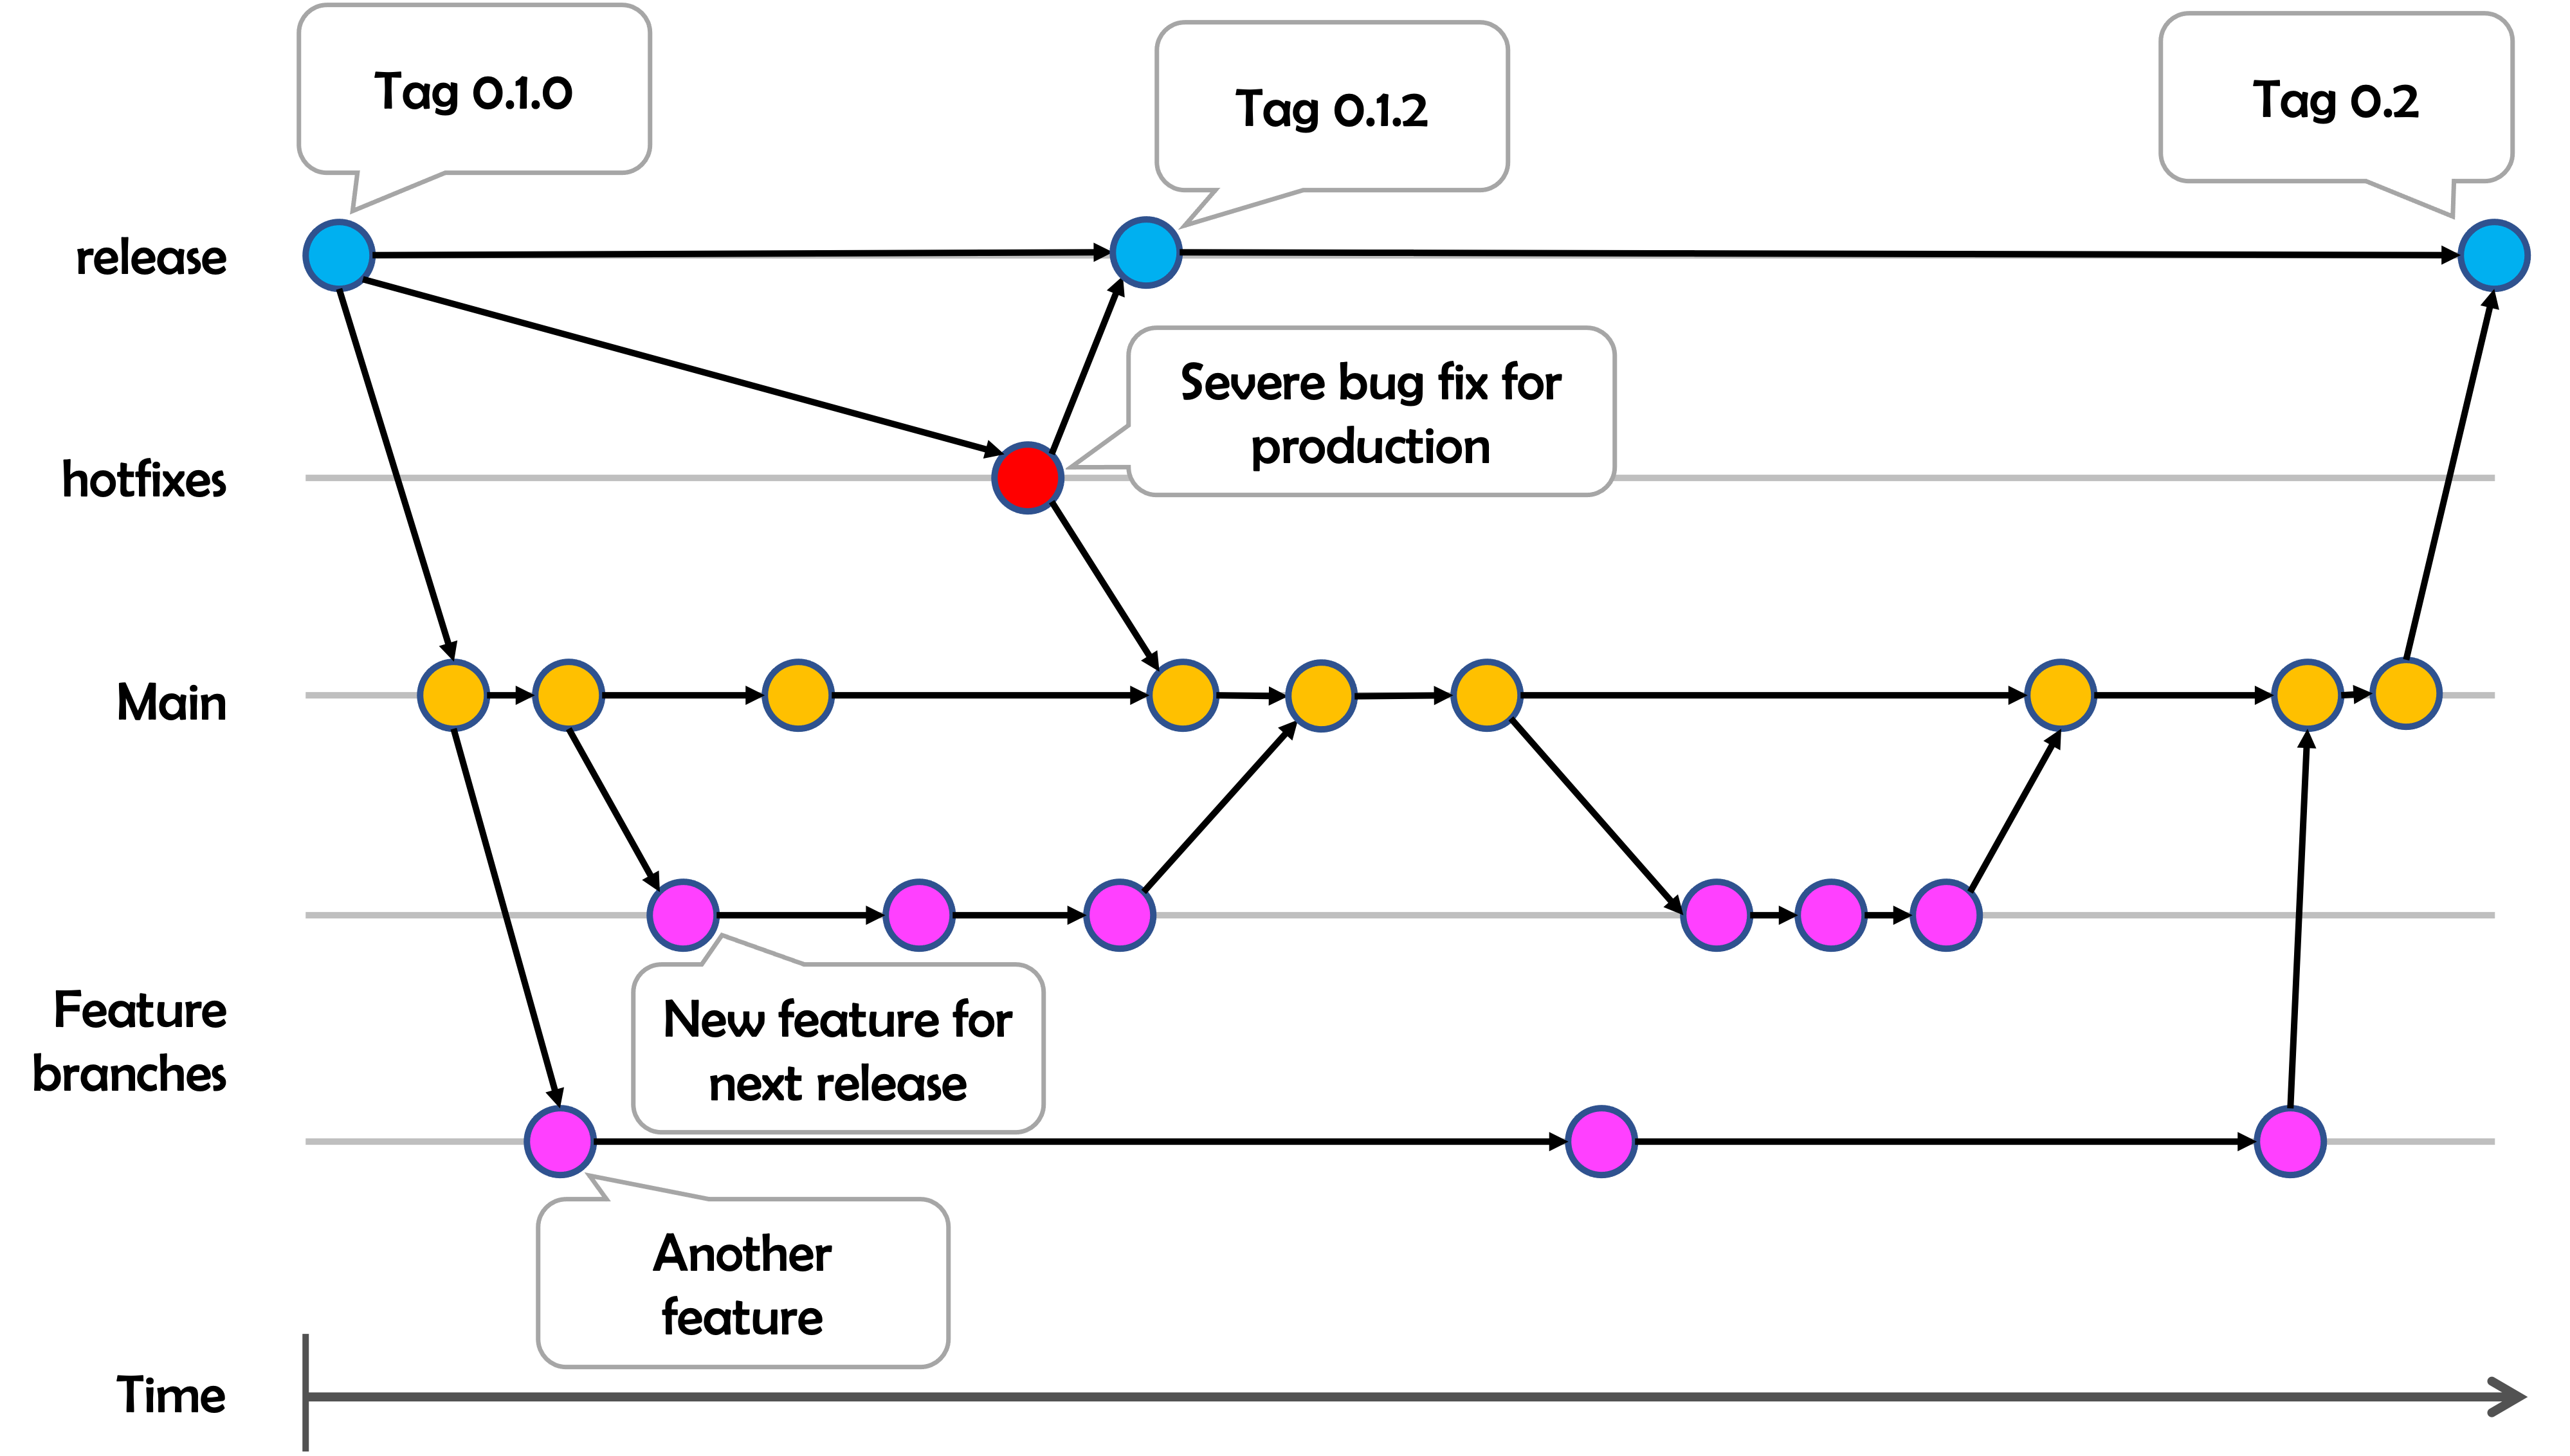 Tag 0.1.0
Tag 0.1.2
Tag 0.2
release
Severe bug fix for
production
hotfixes
Main
New feature for
next release
Feature
branches
Another
feature
Time